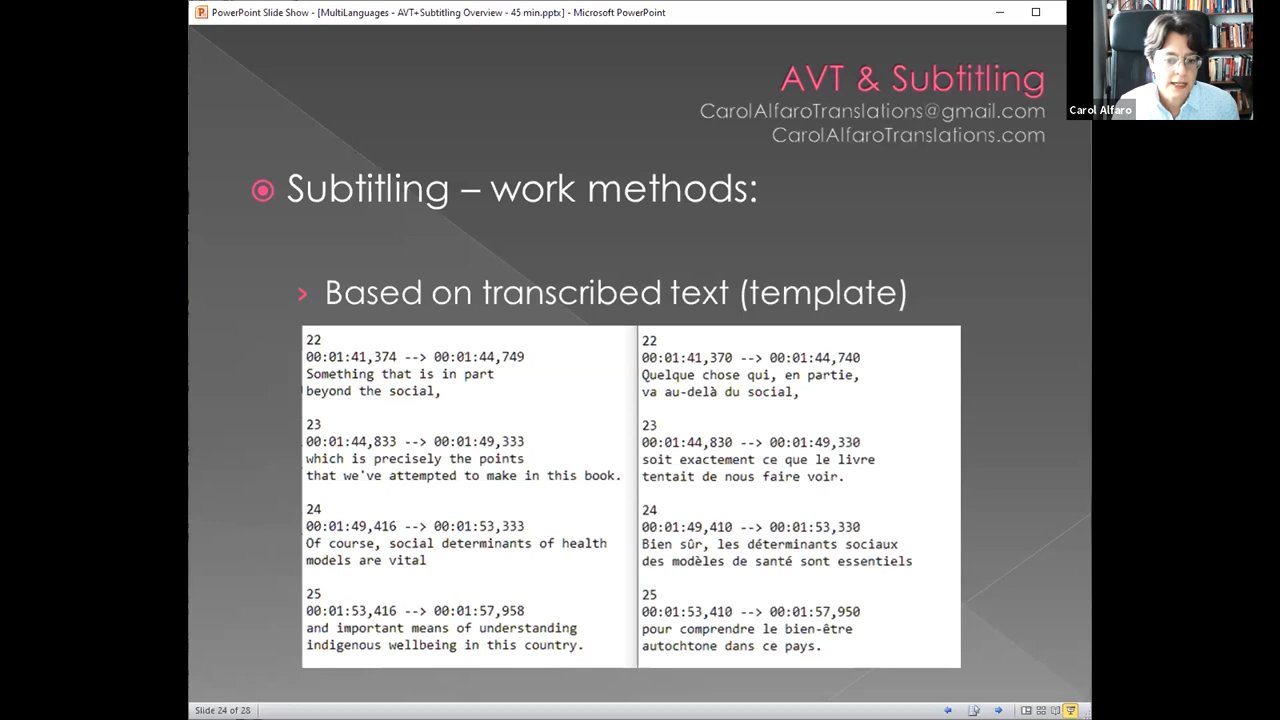 PowerPoint Slide Show - [MultiLanguages - AVT+Subtitling Overview - 45 min.pptx] - Microsoft PowerPoint
AVT & Subtitling
CarolAlfaroTranslations@gmail.com
CarolAlfaroTranslations.com
Carol Alfaro
Subtitling – work methods:
Based on transcribed text (template)
22
00:01:41,374 --> 00:01:44,749
Something that is in part
beyond the social,
23
00:01:44,833 --> 00:01:49,333
which is precisely the points
that we've attempted to make in this book.
24
00:01:49,416 --> 00:01:53,333
Of course, social determinants of health
models are vital
25
00:01:53,416 --> 00:01:57,958
and important means of understanding
indigenous wellbeing in this country.
22
00:01:41,370 --> 00:01:44,740
Quelque chose qui, en partie,
va au-delà du social,
23
00:01:44,830 --> 00:01:49,330
soit exactement ce que le livre
tentait de nous faire voir.
24
00:01:49,410 --> 00:01:53,330
Bien sûr, les déterminants sociaux
des modèles de santé sont essentiels
25
00:01:53,410 --> 00:01:57,950
pour comprendre le bien-être
autochtone dans ce pays.
Slide 24 of 28